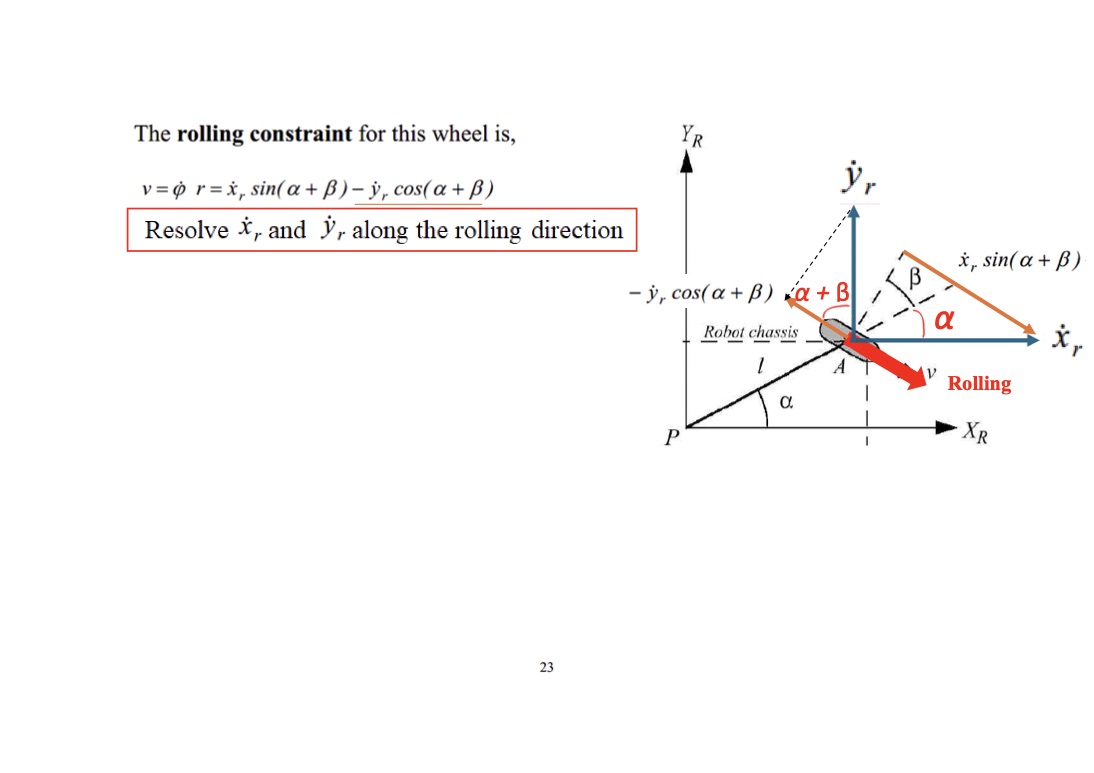 The rolling constraint for this wheel is,
v = φ̇ r = ẋr sin(α + β) – ẏr cos(α + β)
Resolve ẋr and ẏr along the rolling direction
YR
ẏr
ẋr sin(α + β)
β
– ẏr cos(α + β)
α + β
α
Robot chassis
ẋr
l
A
v
Rolling
α
P
XR
23